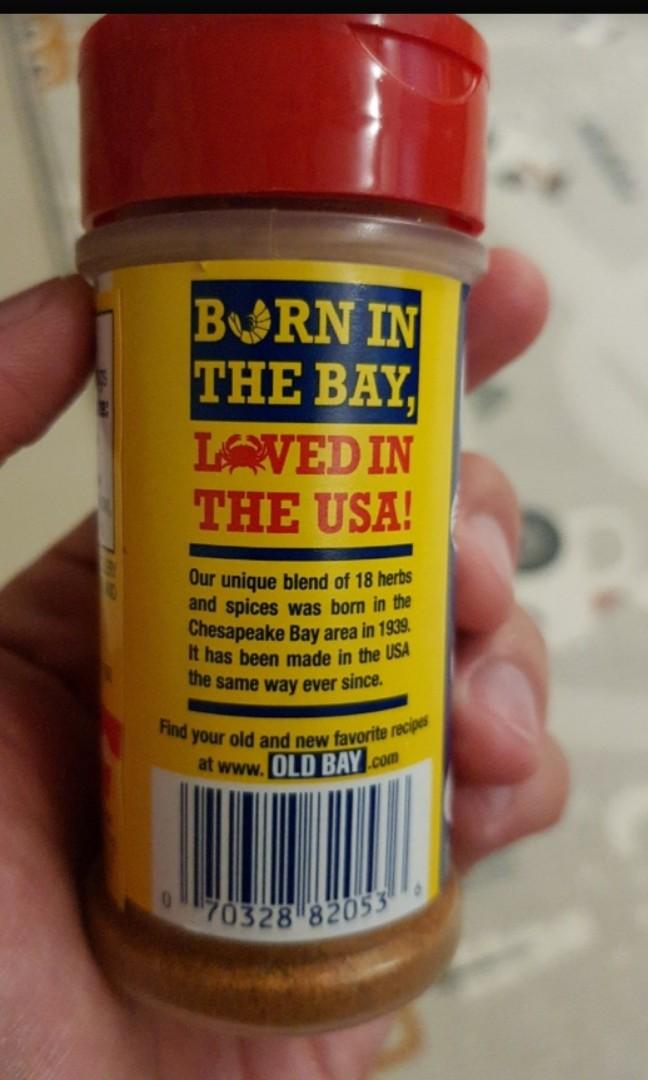 BORN IN
THE BAY,
LOVED IN
THE USA!
Our unique blend of 18 herbs
and spices was born in the
Chesapeake Bay area in 1939.
It has been made in the USA
the same way ever since.
Find your old and new favorite recipes
at www. OLD BAY .com
0 70328 82053 6